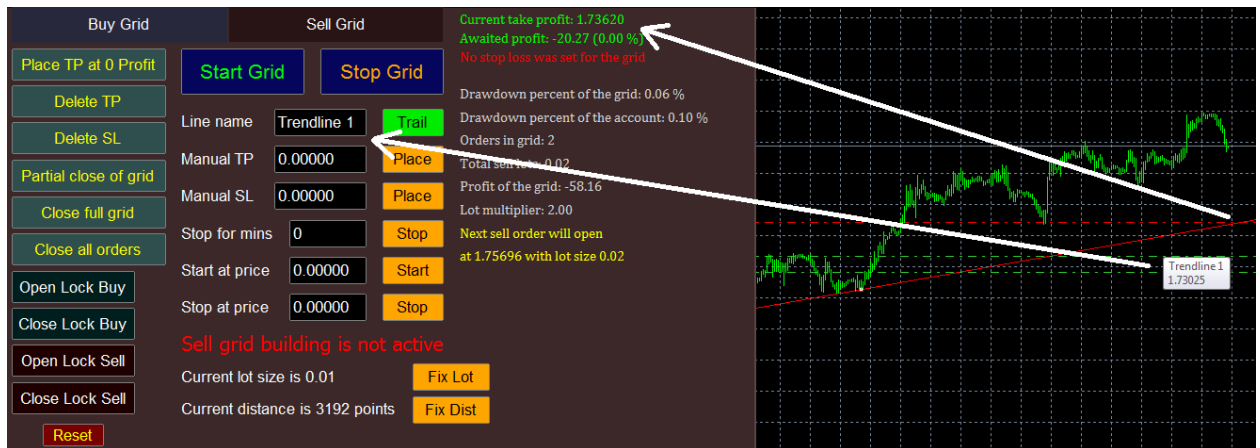 Buy Grid
Sell Grid
Place TP at 0 Profit
Delete TP
Delete SL
Partial close of grid
Close full grid
Close all orders
Open Lock Buy
Close Lock Buy
Open Lock Sell
Close Lock Sell
Reset
Start Grid
Stop Grid
Line name Trendline 1 Trail
Manual TP 0.00000 Place
Manual SL 0.00000 Place
Stop for mins 0 Stop
Start at price 0.00000 Start
Stop at price 0.00000 Stop
Sell grid building is not active
Current lot size is 0.01 Fix Lot
Current distance is 3192 points Fix Dist
Current take profit: 1.73620
Awaited profit: -20.27 (0.00 %)
No stop loss was set for the grid
Drawdown percent of the grid: 0.06 %
Drawdown percent of the account: 0.10 %
Orders in grid: 2
Total sell lots: 0.02
Profit of the grid: -58.16
Lot multiplier: 2.00
Next sell order will open
at 1.75696 with lot size 0.02
Trendline 1
1.73025